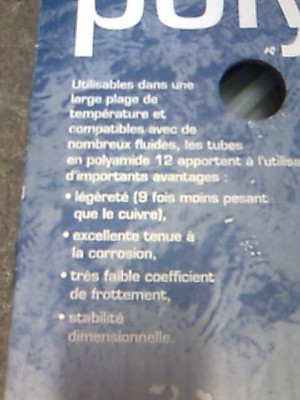 poly
Utilisables dans une
large plage de
température et
compatibles avec de
nombreux fluides, les tubes
en polyamide 12 apportent à l'utilisa
d'importants avantages :
• légèreté (9 fois moins pesant
que le cuivre),
• excellente tenue à
la corrosion,
• très faible coefficient
de frottement,
• stabilité
dimensionnelle.